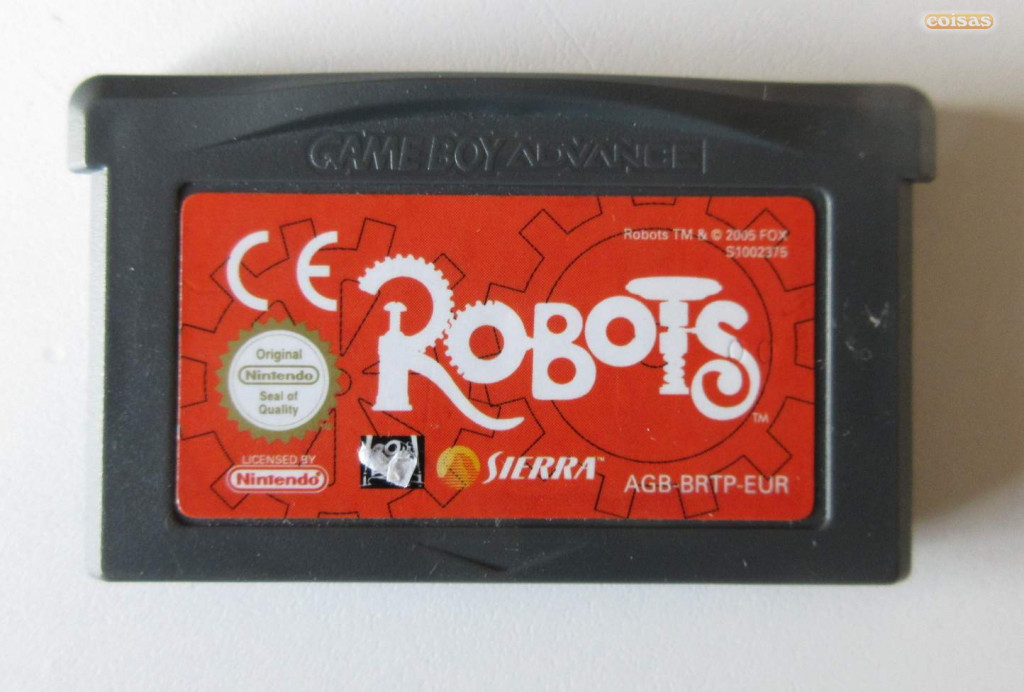 coisas
GAME BOY ADVANCE
Robots TM & © 2005 FOX
S1002375
CE
ROBOTS
TM
Original
Nintendo
Seal of
Quality
LICENSED BY
Nintendo
SIERRA™
AGB-BRTP-EUR